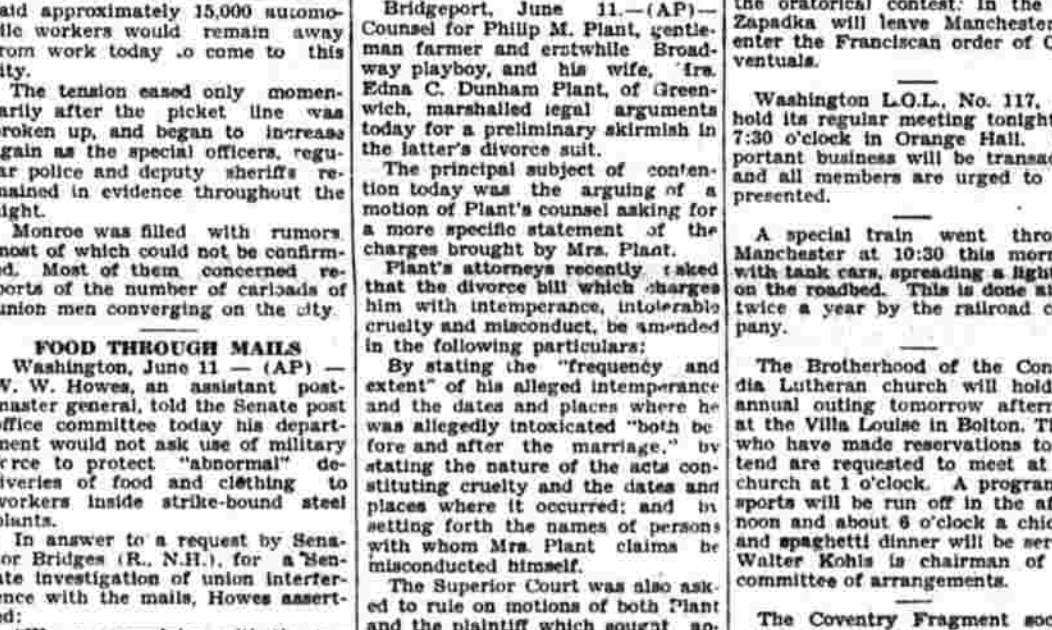 aid approximately 15,000 automo-
ile workers would remain away
rom work today .o come to this
ity.
The tension eased only momen-
arily after the picket line was
roken up, and began to increase
gain as the special officers, regu-
ar police and deputy sheriffs re-
mained in evidence throughout the
ight.
Monroe was filled with rumors
most of which could not be confirm-
ed. Most of them concerned re-
ports of the number of carloads of
union men converging on the city
FOOD THROUGH MAILS
Washington, June 11 — (AP) —
W. W. Howes, an assistant post-
master general, told the Senate post
office committee today his depart-
ment would not ask use of military
force to protect "abnormal" de-
iveries of food and clothing to
workers inside strike-bound steel
plants.
In answer to a request by Sena-
or Bridges (R., N.H.), for a Sen-
ate investigation of union interfer-
ence with the mails, Howes assert-
ed:
Bridgeport, June 11.—(AP)—
Counsel for Philip M. Plant, gentle-
man farmer and erstwhile Broad-
way playboy, and his wife, Mrs.
Edna C. Dunham Plant, of Green-
wich, marshalled legal arguments
today for a preliminary skirmish in
the latter's divorce suit.
The principal subject of conten-
tion today was the arguing of a
motion of Plant's counsel asking for
a more specific statement of the
charges brought by Mrs. Plant.
Plant's attorneys recently asked
that the divorce bill which charges
him with intemperance, intolerable
cruelty and misconduct, be amended
in the following particulars:
By stating the "frequency and
extent" of his alleged intemperance
and the dates and places where he
was allegedly intoxicated "both be
fore and after the marriage," by
stating the nature of the acts con-
stituting cruelty and the dates and
places where it occurred; and by
setting forth the names of persons
with whom Mrs. Plant claims he
misconducted himself.
The Superior Court was also ask-
ed to rule on motions of both Plant
and the plaintiff which sought an-
the oratorical contest. In the
Zapadka will leave Manchester
enter the Franciscan order of C
ventuals.
Washington L.O.L., No. 117,
hold its regular meeting tonight
7:30 o'clock in Orange Hall.
portant business will be transac
and all members are urged to
presented.
A special train went thro
Manchester at 10:30 this morn
with tank cars, spreading a light
on the roadbed. This is done ab
twice a year by the railroad c
pany.
The Brotherhood of the Con
dia Lutheran church will hold
annual outing tomorrow aftern
at the Villa Louise in Bolton. Th
who have made reservations to
tend are requested to meet at
church at 1 o'clock. A program
sports will be run off in the af
noon and about 6 o'clock a chic
and spaghetti dinner will be ser
Walter Kohls is chairman of
committee of arrangements.
The Coventry Fragment soc